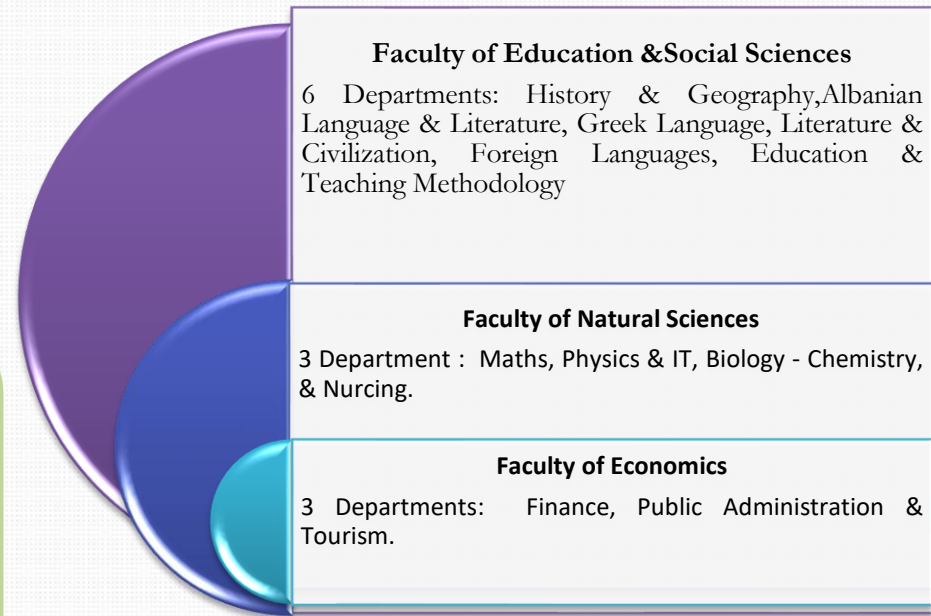 Faculty of Education &Social Sciences
6 Departments: History & Geography,Albanian
Language & Literature, Greek Language, Literature &
Civilization, Foreign Languages, Education &
Teaching Methodology
Faculty of Natural Sciences
3 Department : Maths, Physics & IT, Biology - Chemistry,
& Nurcing.
Faculty of Economics
3 Departments: Finance, Public Administration &
Tourism.